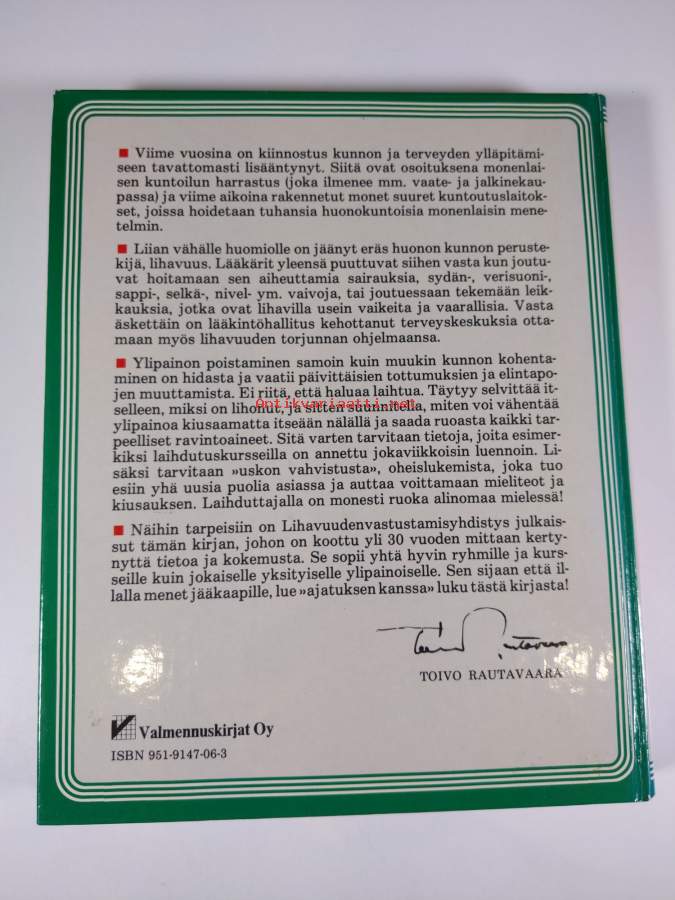 Viime vuosina on kiinnostus kunnon ja terveyden ylläpitämi-
seen tavattomasti lisääntynyt. Siitä ovat osoituksena monenlai-
sen kuntoilun harrastus (joka ilmenee mm. vaate- ja jalkinekau-
passa) ja viime aikoina rakennetut monet suuret kuntoutuslaitok-
set, joissa hoidetaan tuhansia huonokuntoisia monenlaisin mene-
telmin.
Liian vähälle huomiolle on jäänyt eräs huonon kunnon peruste-
kijä, lihavuus. Lääkärit yleensä puuttuvat siihen vasta kun joutu-
vat hoitamaan sen aiheuttamia sairauksia, sydän-, verisuoni-,
sappi-, selkä-, nivel- ym. vaivoja, tai joutuessaan tekemään leik-
kauksia, jotka ovat lihavilla usein vaikeita ja vaarallisia. Vasta
äskettäin on lääkintöhallitus kehottanut terveyskeskuksia otta-
maan myös lihavuuden torjunnan ohjelmaansa.
Ylipainon poistaminen samoin kuin muukin kunnon kohenta-
minen on hidasta ja vaatii päivittäisien tottumuksien ja elintapo-
jen muuttamista. Ei riitä, että haluaa laihtua. Täytyy selvittää it-
selleen, miksi on lihonut, ja sitten suunnitella, miten voi vähentää
Antikvariaatti.net
ylipainoa kiusaamatta itseään nälällä ja saada ruoasta kaikki tar-
peelliset ravintoaineet. Sitä varten tarvitaan tietoja, joita esimer-
kiksi laihdutuskursseilla on annettu jokaviikkoisin luennoin. Li-
säksi tarvitaan »uskon vahvistusta», oheislukemista, joka tuo
esiin yhä uusia puolia asiassa ja auttaa voittamaan mieliteot ja
kiusauksen. Laihduttajalla on monesti ruoka alinomaa mielessä!
Näihin tarpeisiin on Lihavuudenvastustamisyhdistys julkais-
sut tämän kirjan, johon on koottu yli 30 vuoden mittaan kerty-
nyttä tietoa ja kokemusta. Se sopii yhtä hyvin ryhmille ja kurs-
seille kuin jokaiselle yksityiselle ylipainoiselle. Sen sijaan että il-
lalla menet jääkaapille, lue »ajatuksen kanssa» luku tästä kirjasta!
TOIVO RAUTAVAARA
Valmennuskirjat Oy
ISBN 951-9147-06-3